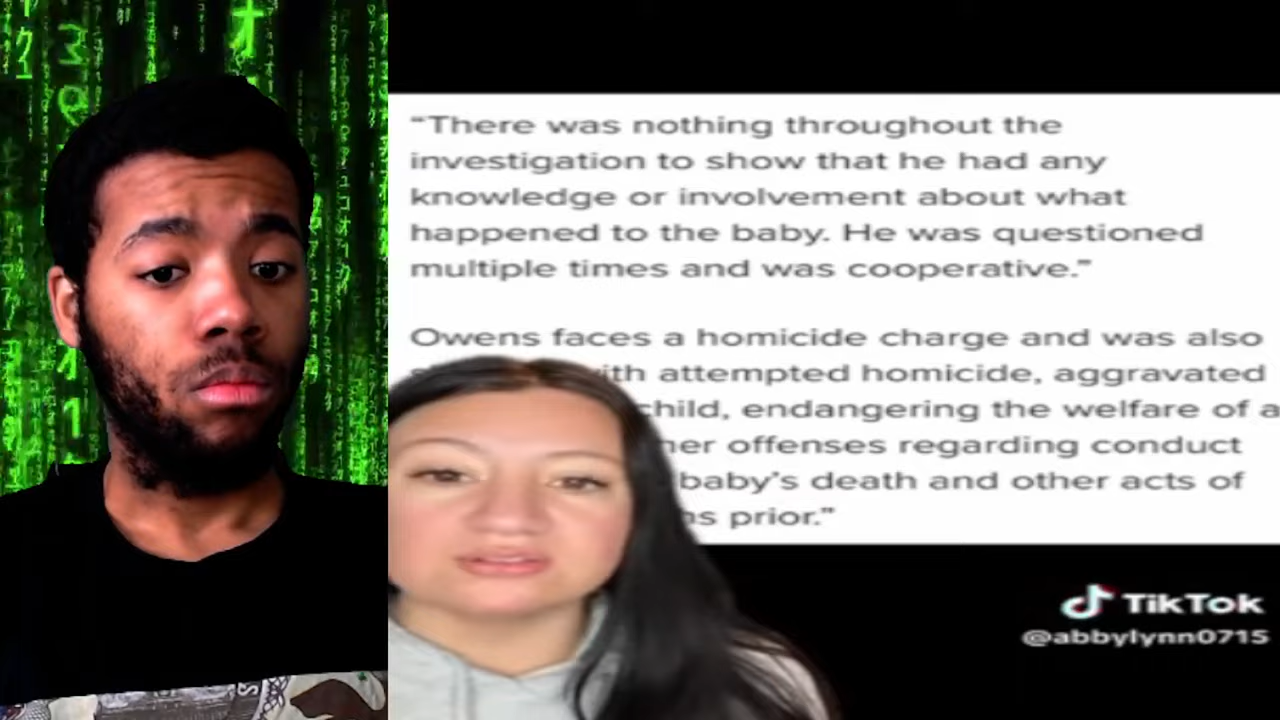 “There was nothing throughout the
investigation to show that he had any
knowledge or involvement about what
happened to the baby. He was questioned
multiple times and was cooperative.”
Owens faces a homicide charge and was also
attempted homicide, aggravated
child, endangering the welfare of a
offenses regarding conduct
baby’s death and other acts of
prior.”
TikTok
@abbylynn0715